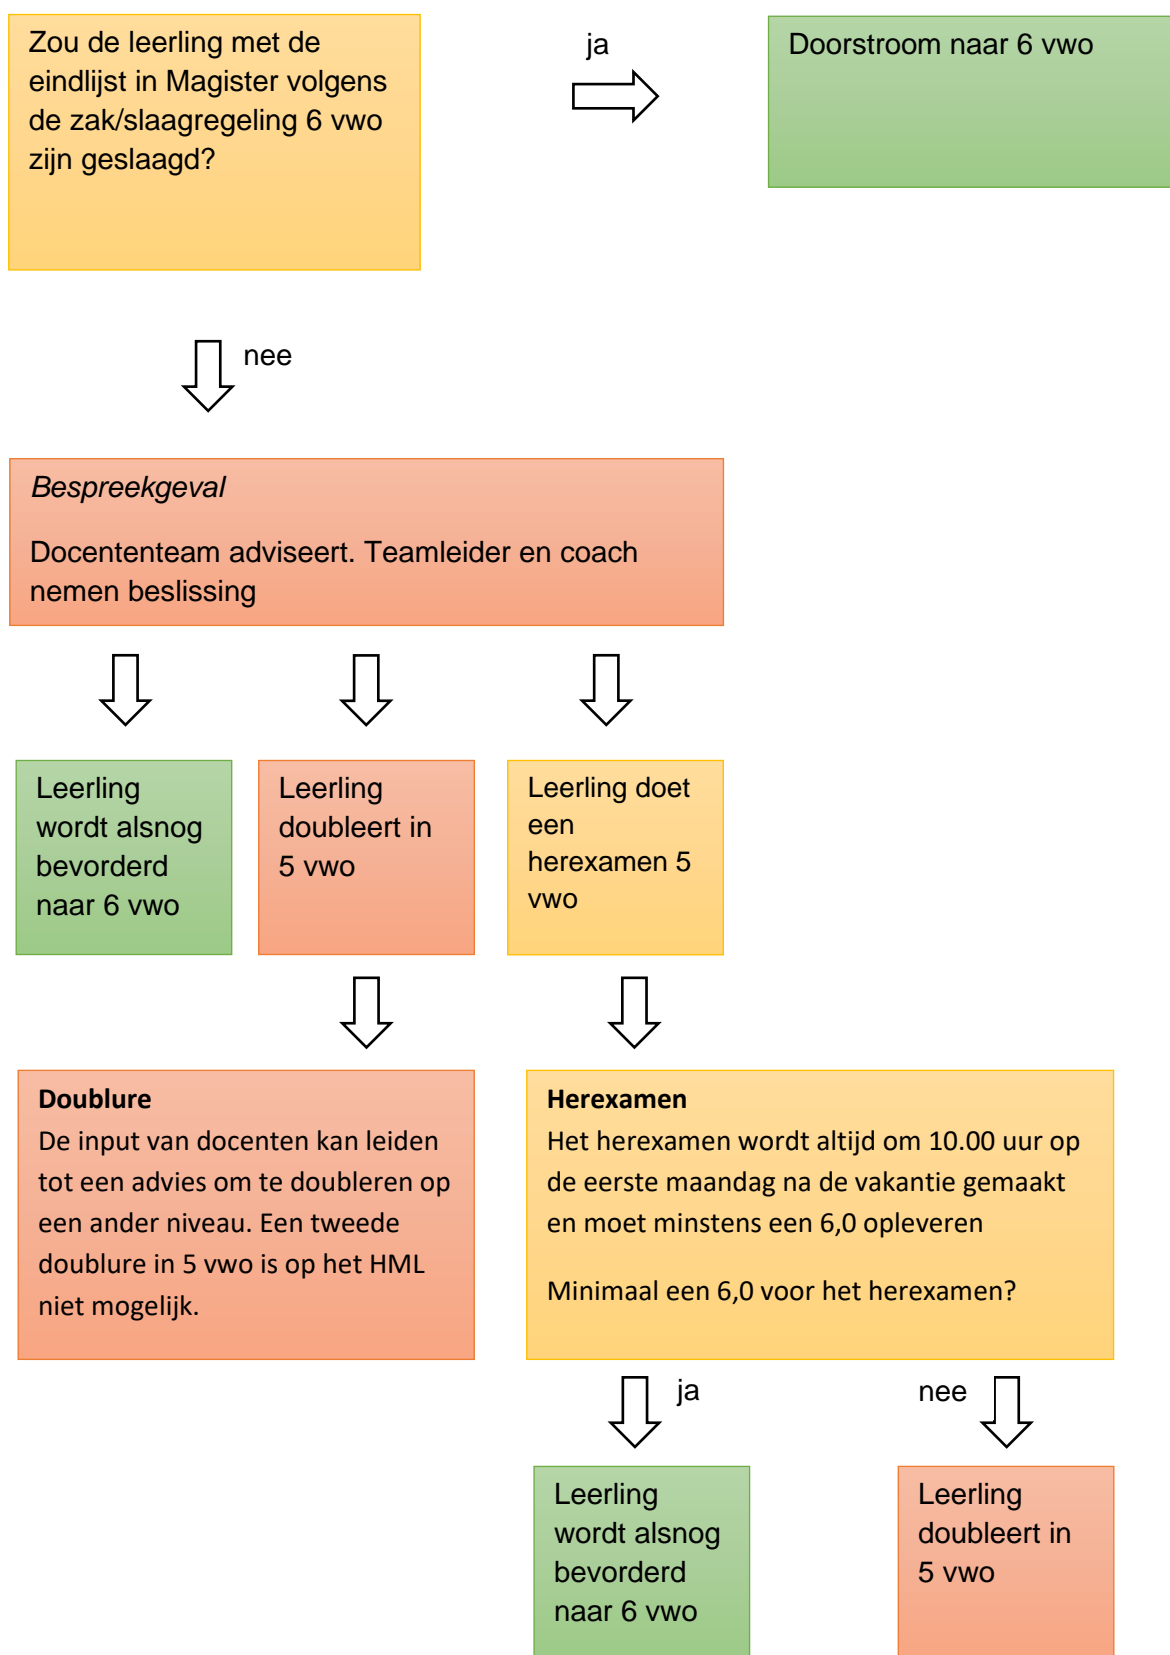 Zou de leerling met de
eindlijst in Magister volgens
de zak/slaagregeling 6 vwo
zijn geslaagd?
ja
Doorstroom naar 6 vwo
nee
Bespreekgeval
Docententeam adviseert. Teamleider en coach
nemen beslissing
Leerling
wordt alsnog
bevorderd
naar 6 vwo
Leerling
doubleert in
5 vwo
Leerling doet
een
herexamen 5
vwo
Doublure
De input van docenten kan leiden
tot een advies om te doubleren op
een ander niveau. Een tweede
doublure in 5 vwo is op het HML
niet mogelijk.
Herexamen
Het herexamen wordt altijd om 10.00 uur op
de eerste maandag na de vakantie gemaakt
en moet minstens een 6,0 opleveren
Minimaal een 6,0 voor het herexamen?
ja
nee
Leerling
wordt alsnog
bevorderd
naar 6 vwo
Leerling
doubleert in
5 vwo